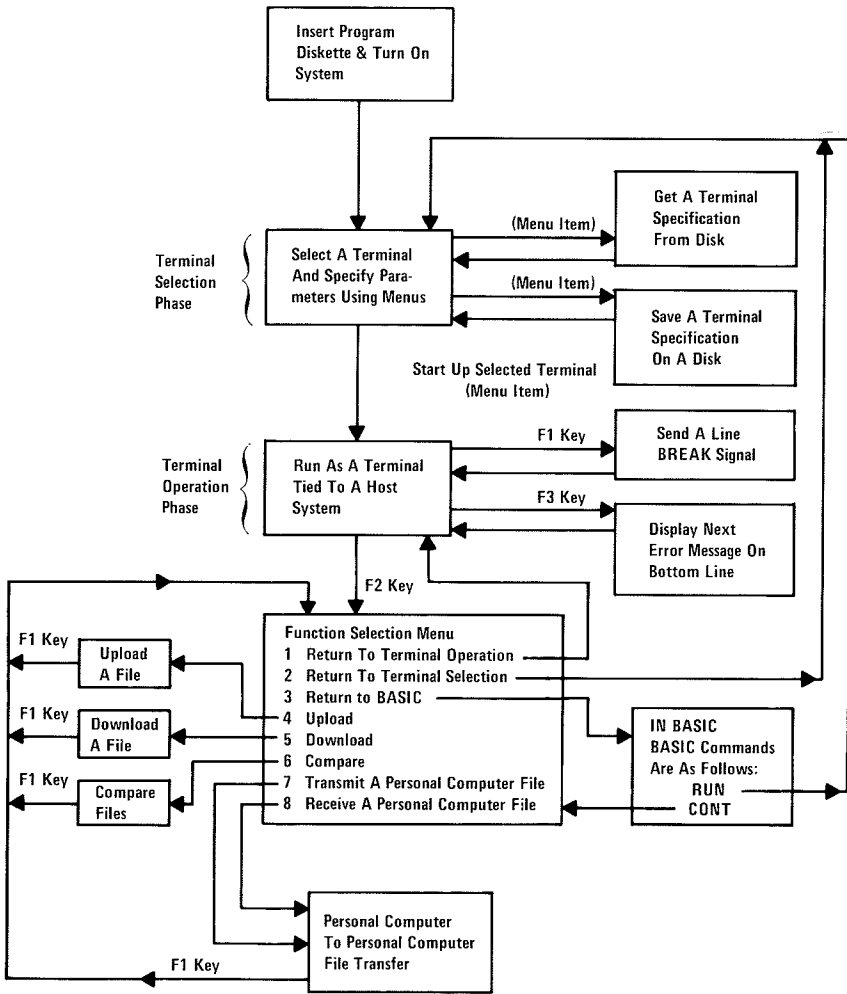 Insert Program
Diskette & Turn On
System
Get A Terminal
Specification
From Disk
(Menu Item)
Terminal
Selection
Phase
Select A Terminal
And Specify Para-
meters Using Menus
(Menu Item)
Save A Terminal
Specification
On A Disk
Start Up Selected Terminal
(Menu Item)
F1 Key
Send A Line
BREAK Signal
Terminal
Operation
Phase
Run As A Terminal
Tied To A Host
System
F3 Key
Display Next
Error Message On
Bottom Line
F2 Key
Function Selection Menu
1 Return To Terminal Operation
2 Return To Terminal Selection
3 Return to BASIC
4 Upload
5 Download
6 Compare
7 Transmit A Personal Computer File
8 Receive A Personal Computer File
F1 Key
Upload
A File
F1 Key
Download
A File
F1 Key
Compare
Files
IN BASIC
BASIC Commands
Are As Follows:
RUN
CONT
Personal Computer
To Personal Computer
File Transfer
F1 Key